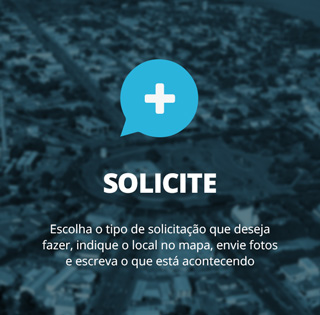 SOLICITE
Escolha o tipo de solicitação que deseja
fazer, indique o local no mapa, envie fotos
e escreva o que está acontecendo